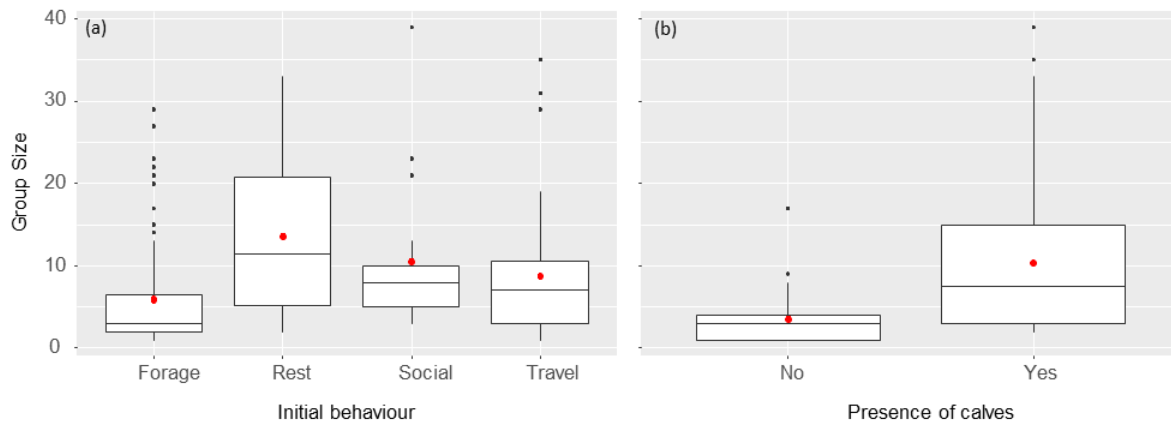 (a)
(b)
Group Size
40
30
20
10
0
Forage Rest Social Travel
No Yes
Initial behaviour
Presence of calves